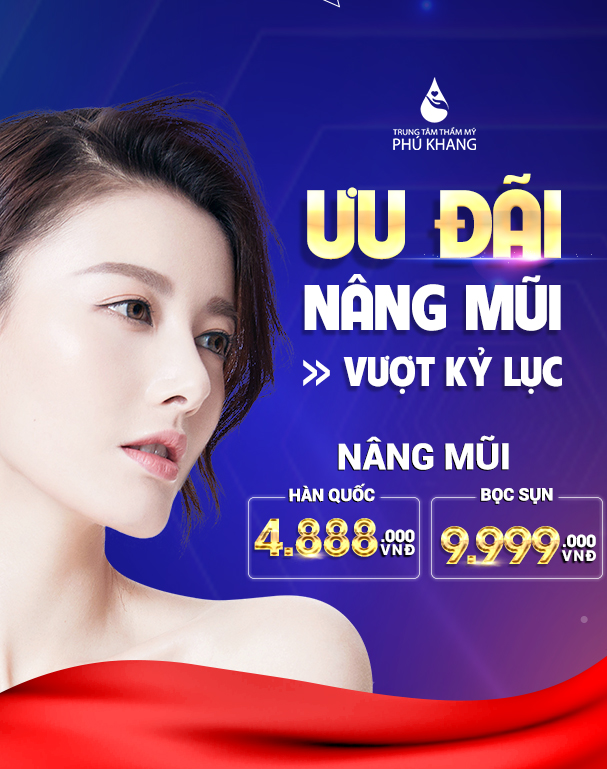 TRUNG TÂM THẨM MỸ
PHÚ KHANG
ƯU ĐÃI
NÂNG MŨI
>> VƯỢT KỶ LỤC
NÂNG MŨI
HÀN QUỐC
4.888.000 VNĐ
BỌC SỤN
9.999.000 VNĐ